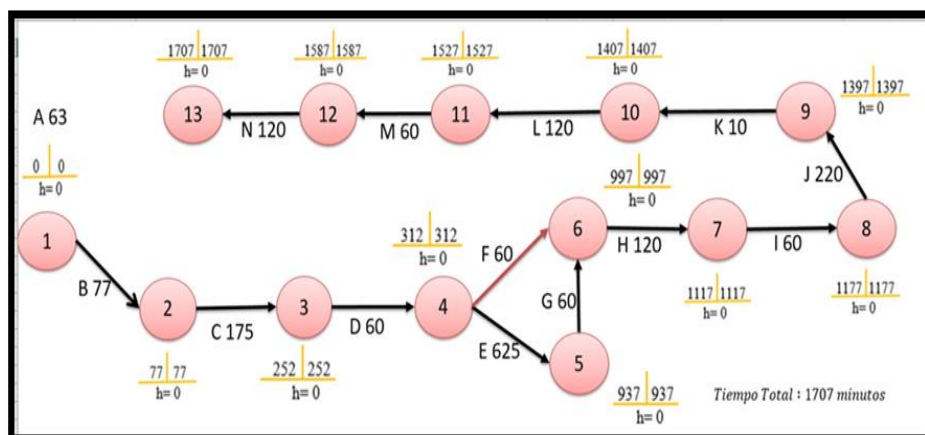 1707 1707
h= 0
1587 1587
h= 0
1527 1527
h= 0
1407 1407
h= 0
1397 1397
h= 0
13
12
11
10
9
N 120
M 60
L 120
K 10
J 220
A 63
0 0
h= 0
1
B 77
2
77 77
h= 0
C 175
3
252 252
h= 0
D 60
312 312
h= 0
4
F 60
E 625
G 60
5
937 937
h= 0
997 997
h= 0
6
H 120
7
1117 1117
h= 0
I 60
8
1177 1177
h= 0
Tiempo Total : 1707 minutos